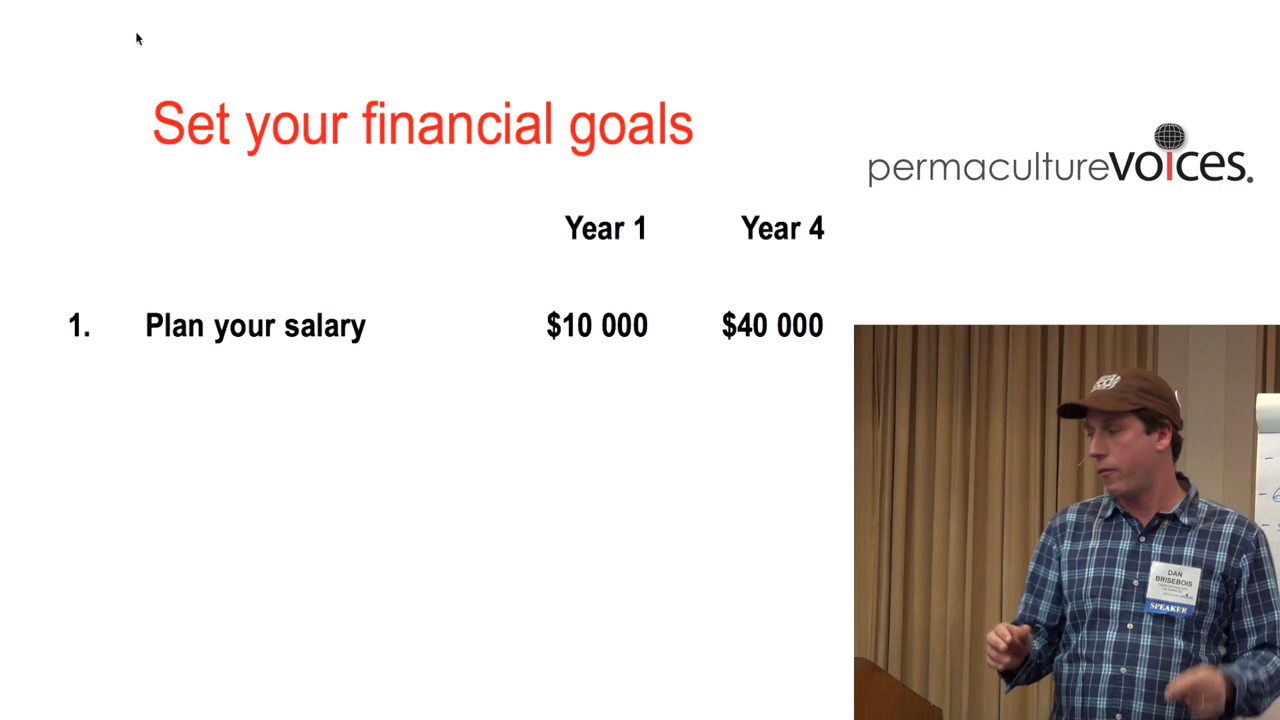 Set your financial goals
permaculturevoices.
Year 1 Year 4
1. Plan your salary $10 000 $40 000
DAN
BRISEBOIS
SPEAKER